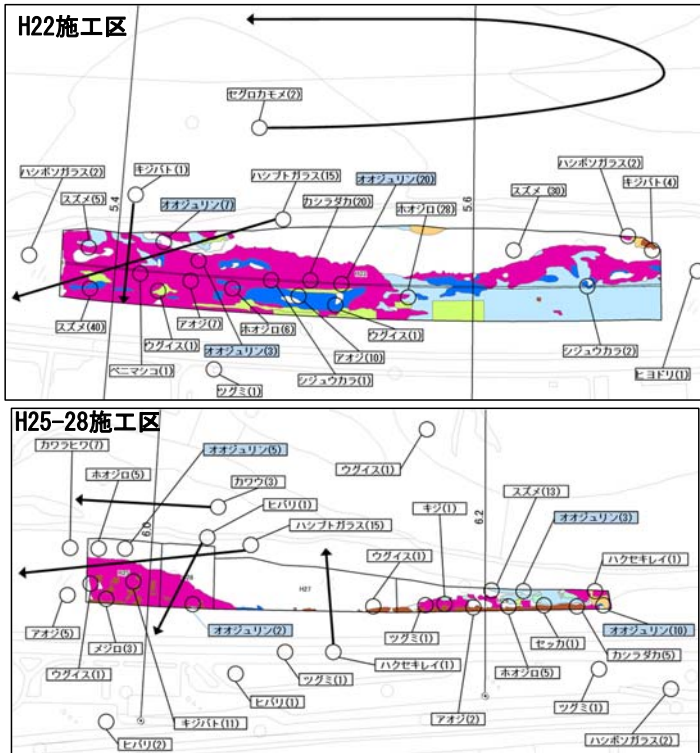 H22施工区
セグロカモメ(2)
ハシボソガラス(2)
キジバト(1)
ハシブトガラス(15)
オオジュリン(20)
ハシボソガラス(2)
スズメ(5)
5.4
オオジュリン(7)
カシラダカ(20)
ホオジロ(28)
5.6
スズメ(30)
キジバト(4)
H22
スズメ(40)
ウグイス(1)
アオジ(7)
ホオジロ(6)
ウグイス(1)
オオジュリン(3)
アオジ(10)
シジュウカラ(2)
ベニマシコ(1)
シジュウカラ(1)
ヒヨドリ(1)
ツグミ(1)
H25-28施工区
カワラヒワ(7)
オオジュリン(5)
ウグイス(1)
ホオジロ(5)
カワウ(3)
ヒバリ(1)
スズメ(13)
6.0
ハシブトガラス(15)
キジ(1)
6.2
オオジュリン(3)
ウグイス(1)
ハクセキレイ(1)
H27
アオジ(5)
メジロ(3)
オオジュリン(2)
ツグミ(1)
セッカ(1)
オオジュリン(10)
ウグイス(1)
ツグミ(1)
ハクセキレイ(1)
ホオジロ(5)
カシラダカ(5)
キジバト(11)
ヒバリ(1)
アオジ(2)
ツグミ(1)
ヒバリ(2)
ハシボソガラス(2)